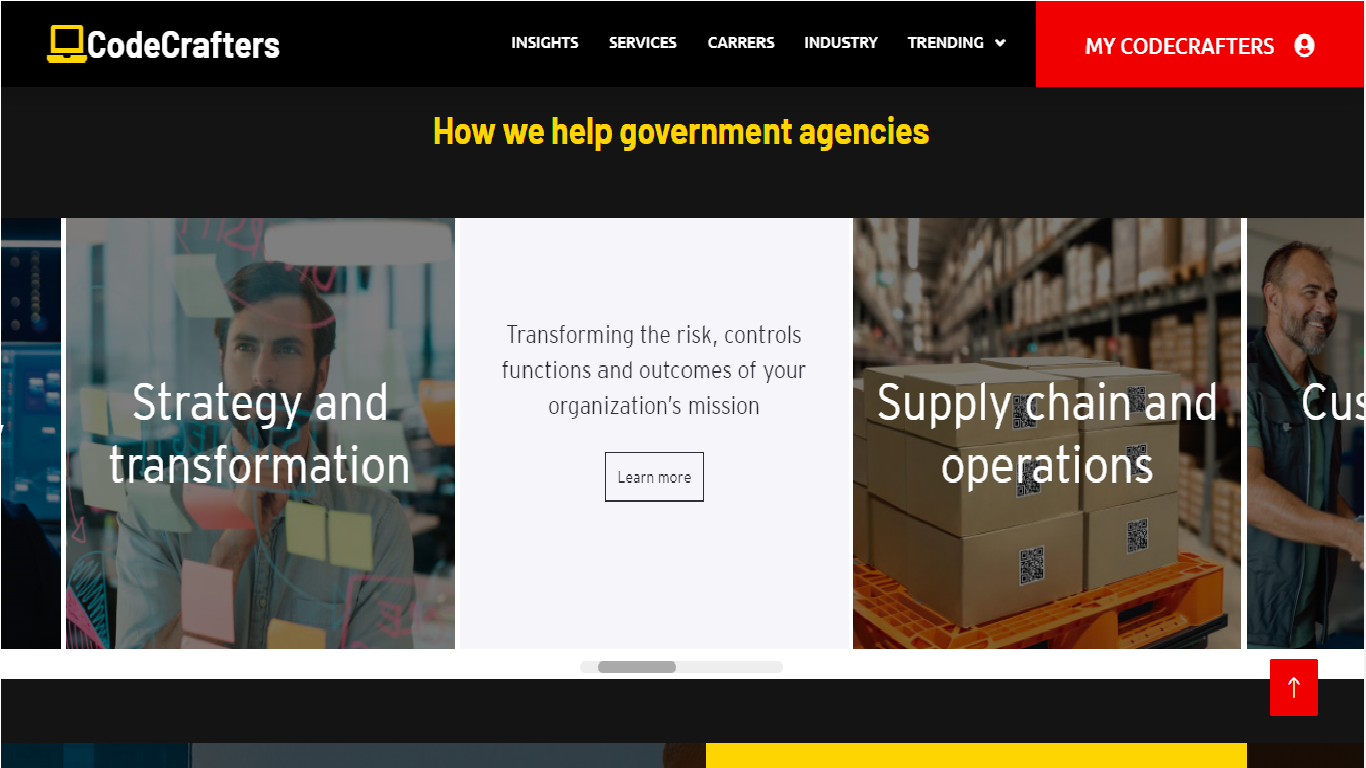 CodeCrafters
INSIGHTS
SERVICES
CARRERS
INDUSTRY
TRENDING
MY CODECRAFTERS
How we help government agencies
Strategy and
transformation
Transforming the risk, controls
functions and outcomes of your
organization's mission
Learn more
Supply chain and
operations
Cus